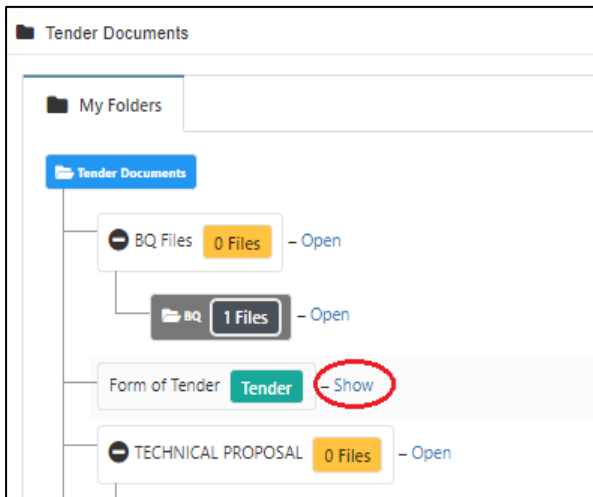 Tender Documents
My Folders
Tender Documents
BQ Files 0 Files – Open
BQ 1 Files – Open
Form of Tender Tender – Show
TECHNICAL PROPOSAL 0 Files – Open